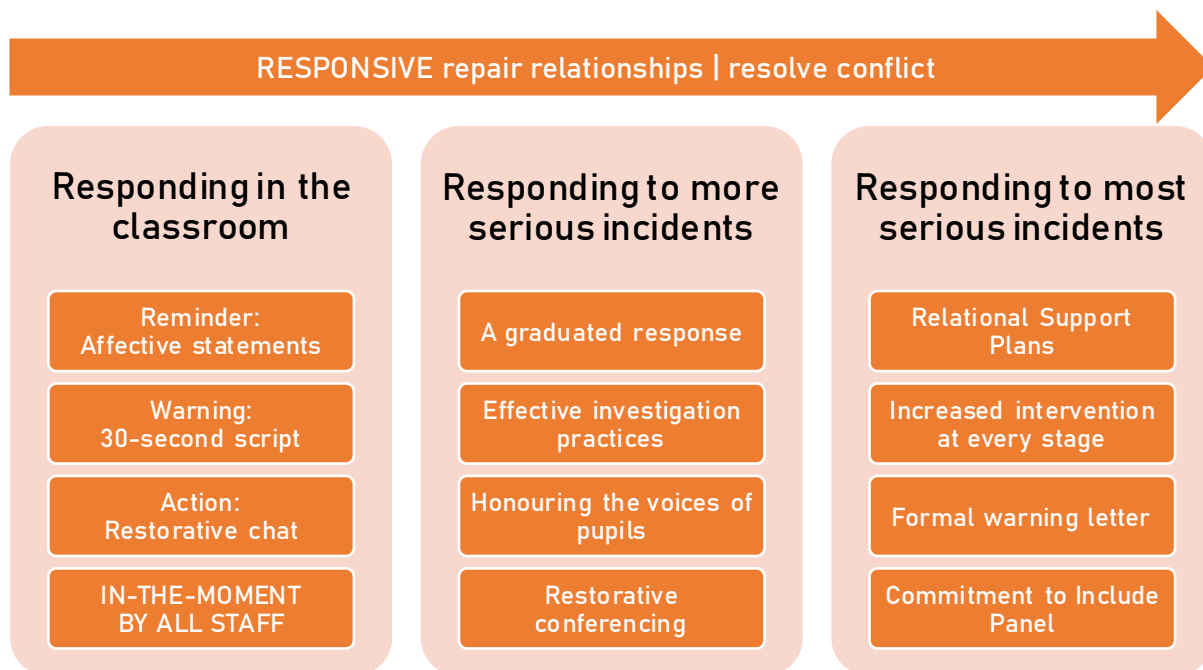 RESPONSIVE repair relationships | resolve conflict
Responding in the
classroom
Reminder:
Affective statements
Warning:
30-second script
Action:
Restorative chat
IN-THE-MOMENT
BY ALL STAFF
Responding to more
serious incidents
A graduated response
Effective investigation
practices
Honouring the voices of
pupils
Restorative
conferencing
Responding to most
serious incidents
Relational Support
Plans
Increased intervention
at every stage
Formal warning letter
Commitment to Include
Panel